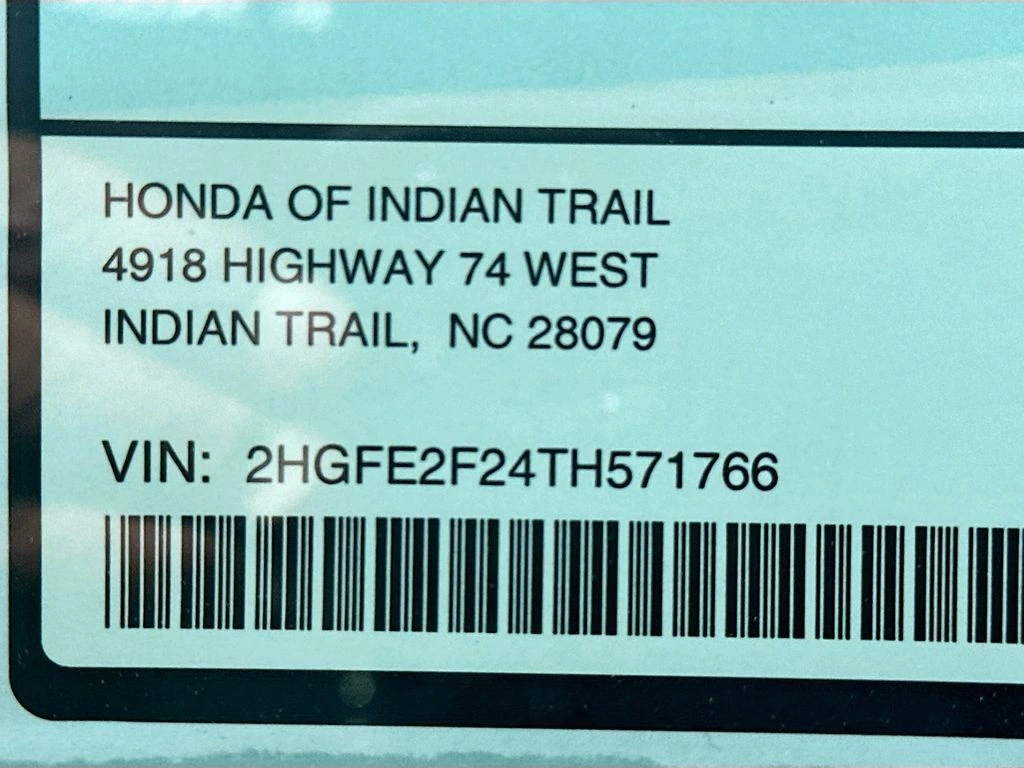 HONDA OF INDIAN TRAIL
4918 HIGHWAY 74 WEST
INDIAN TRAIL, NC 28079
VIN: 2HGFE2F24TH571766